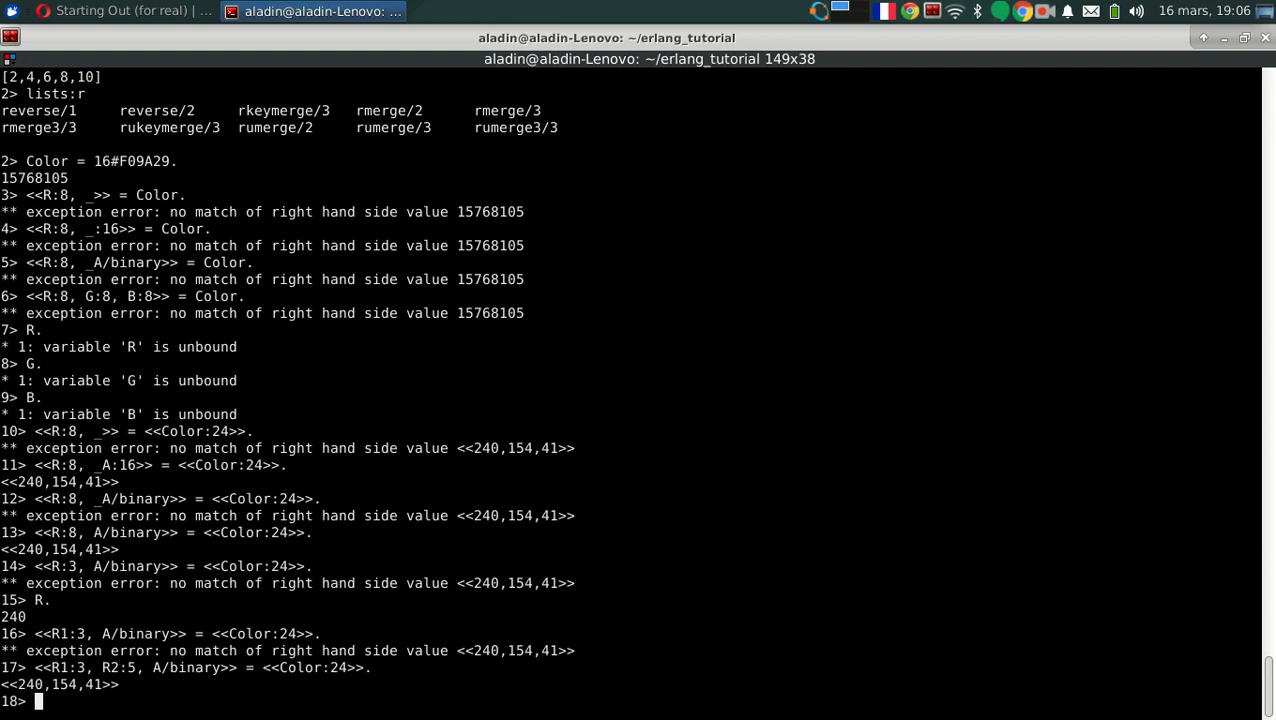 Starting Out (for real) | ...
aladin@aladin-Lenovo: ...
16 mars, 19:06
aladin@aladin-Lenovo: ~/erlang_tutorial
aladin@aladin-Lenovo: ~/erlang_tutorial 149x38
[2,4,6,8,10]
2> lists:r
reverse/1 reverse/2 rkeymerge/3 rmerge/2 rmerge/3
rmerge3/3 rukeymerge/3 rumerge/2 rumerge/3 rumerge3/3
2> Color = 16#F09A29.
15768105
3> <<R:8, _>> = Color.
** exception error: no match of right hand side value 15768105
4> <<R:8, _:16>> = Color.
** exception error: no match of right hand side value 15768105
5> <<R:8, _A/binary>> = Color.
** exception error: no match of right hand side value 15768105
6> <<R:8, G:8, B:8>> = Color.
** exception error: no match of right hand side value 15768105
7> R.
* 1: variable 'R' is unbound
8> G.
* 1: variable 'G' is unbound
9> B.
* 1: variable 'B' is unbound
10> <<R:8, _>> = <<Color:24>>.
** exception error: no match of right hand side value <<240,154,41>>
11> <<R:8, _A:16>> = <<Color:24>>.
<<240,154,41>>
12> <<R:8, _A/binary>> = <<Color:24>>.
** exception error: no match of right hand side value <<240,154,41>>
13> <<R:8, A/binary>> = <<Color:24>>.
<<240,154,41>>
14> <<R:3, A/binary>> = <<Color:24>>.
** exception error: no match of right hand side value <<240,154,41>>
15> R.
240
16> <<R1:3, A/binary>> = <<Color:24>>.
** exception error: no match of right hand side value <<240,154,41>>
17> <<R1:3, R2:5, A/binary>> = <<Color:24>>.
<<240,154,41>>
18>